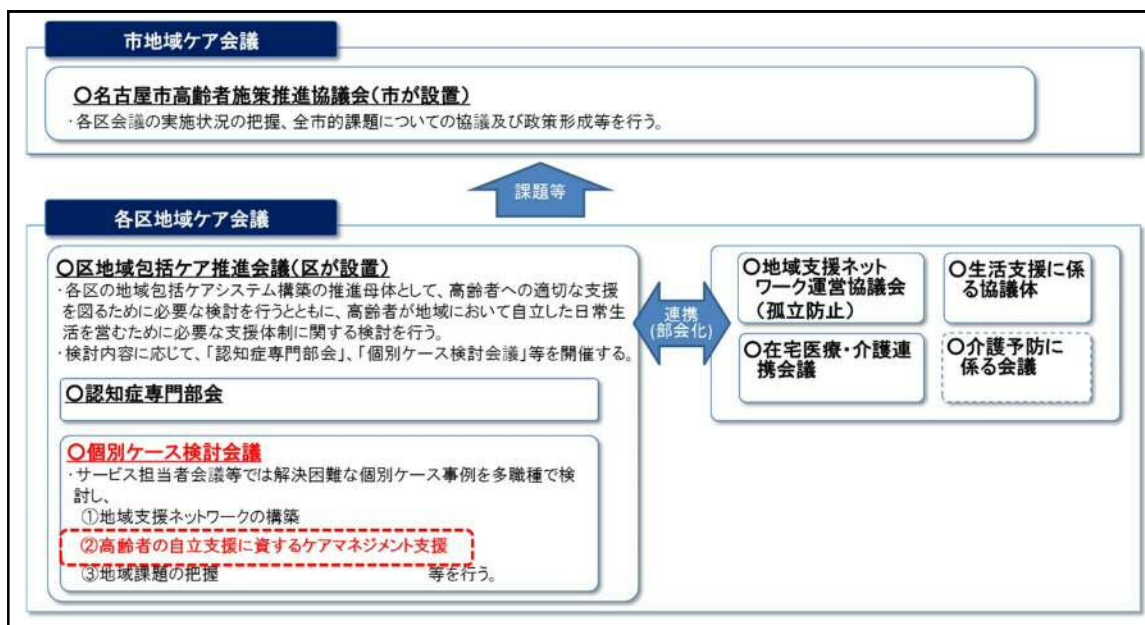 市地域ケア会議
○名古屋市高齢者施策推進協議会(市が設置)
・各区会議の実施状況の把握、全市的課題についての協議及び政策形成等を行う。
課題等
各区地域ケア会議
○区地域包括ケア推進会議(区が設置)
・各区の地域包括ケアシステム構築の推進母体として、高齢者への適切な支援
を図るために必要な検討を行うとともに、高齢者が地域において自立した日常生
活を営むために必要な支援体制に関する検討を行う。
・検討内容に応じて、「認知症専門部会」、「個別ケース検討会議」等を開催する。
○認知症専門部会
○個別ケース検討会議
・サービス担当者会議等では解決困難な個別ケース事例を多職種で検
討し、
①地域支援ネットワークの構築
②高齢者の自立支援に資するケアマネジメント支援
③地域課題の把握 等を行う。
連携
(部会化)
○地域支援ネット
ワーク運営協議会
(孤立防止)
○生活支援に係
る協議体
○在宅医療・介護連
携会議
○介護予防に
係る会議